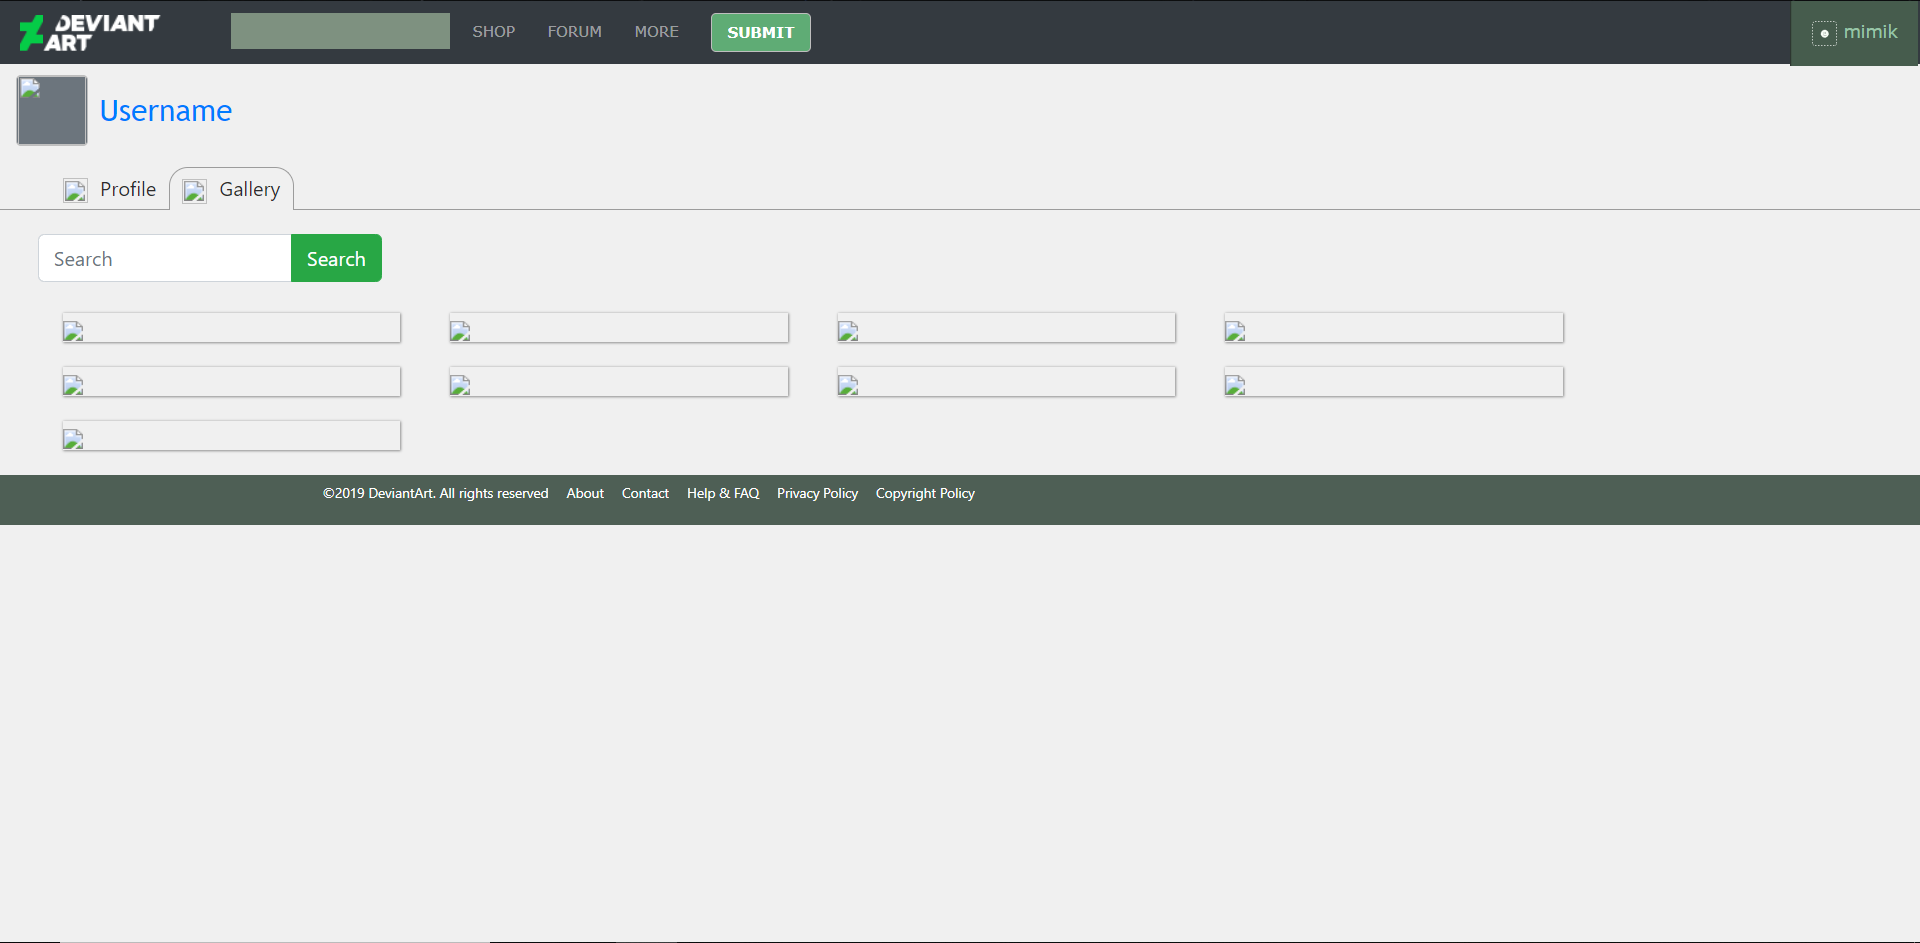 DEVIANT ART SHOP FORUM MORE SUBMIT mimik
Username
Profile Gallery
Search Search
©2019 DeviantArt. All rights reserved About Contact Help & FAQ Privacy Policy Copyright Policy